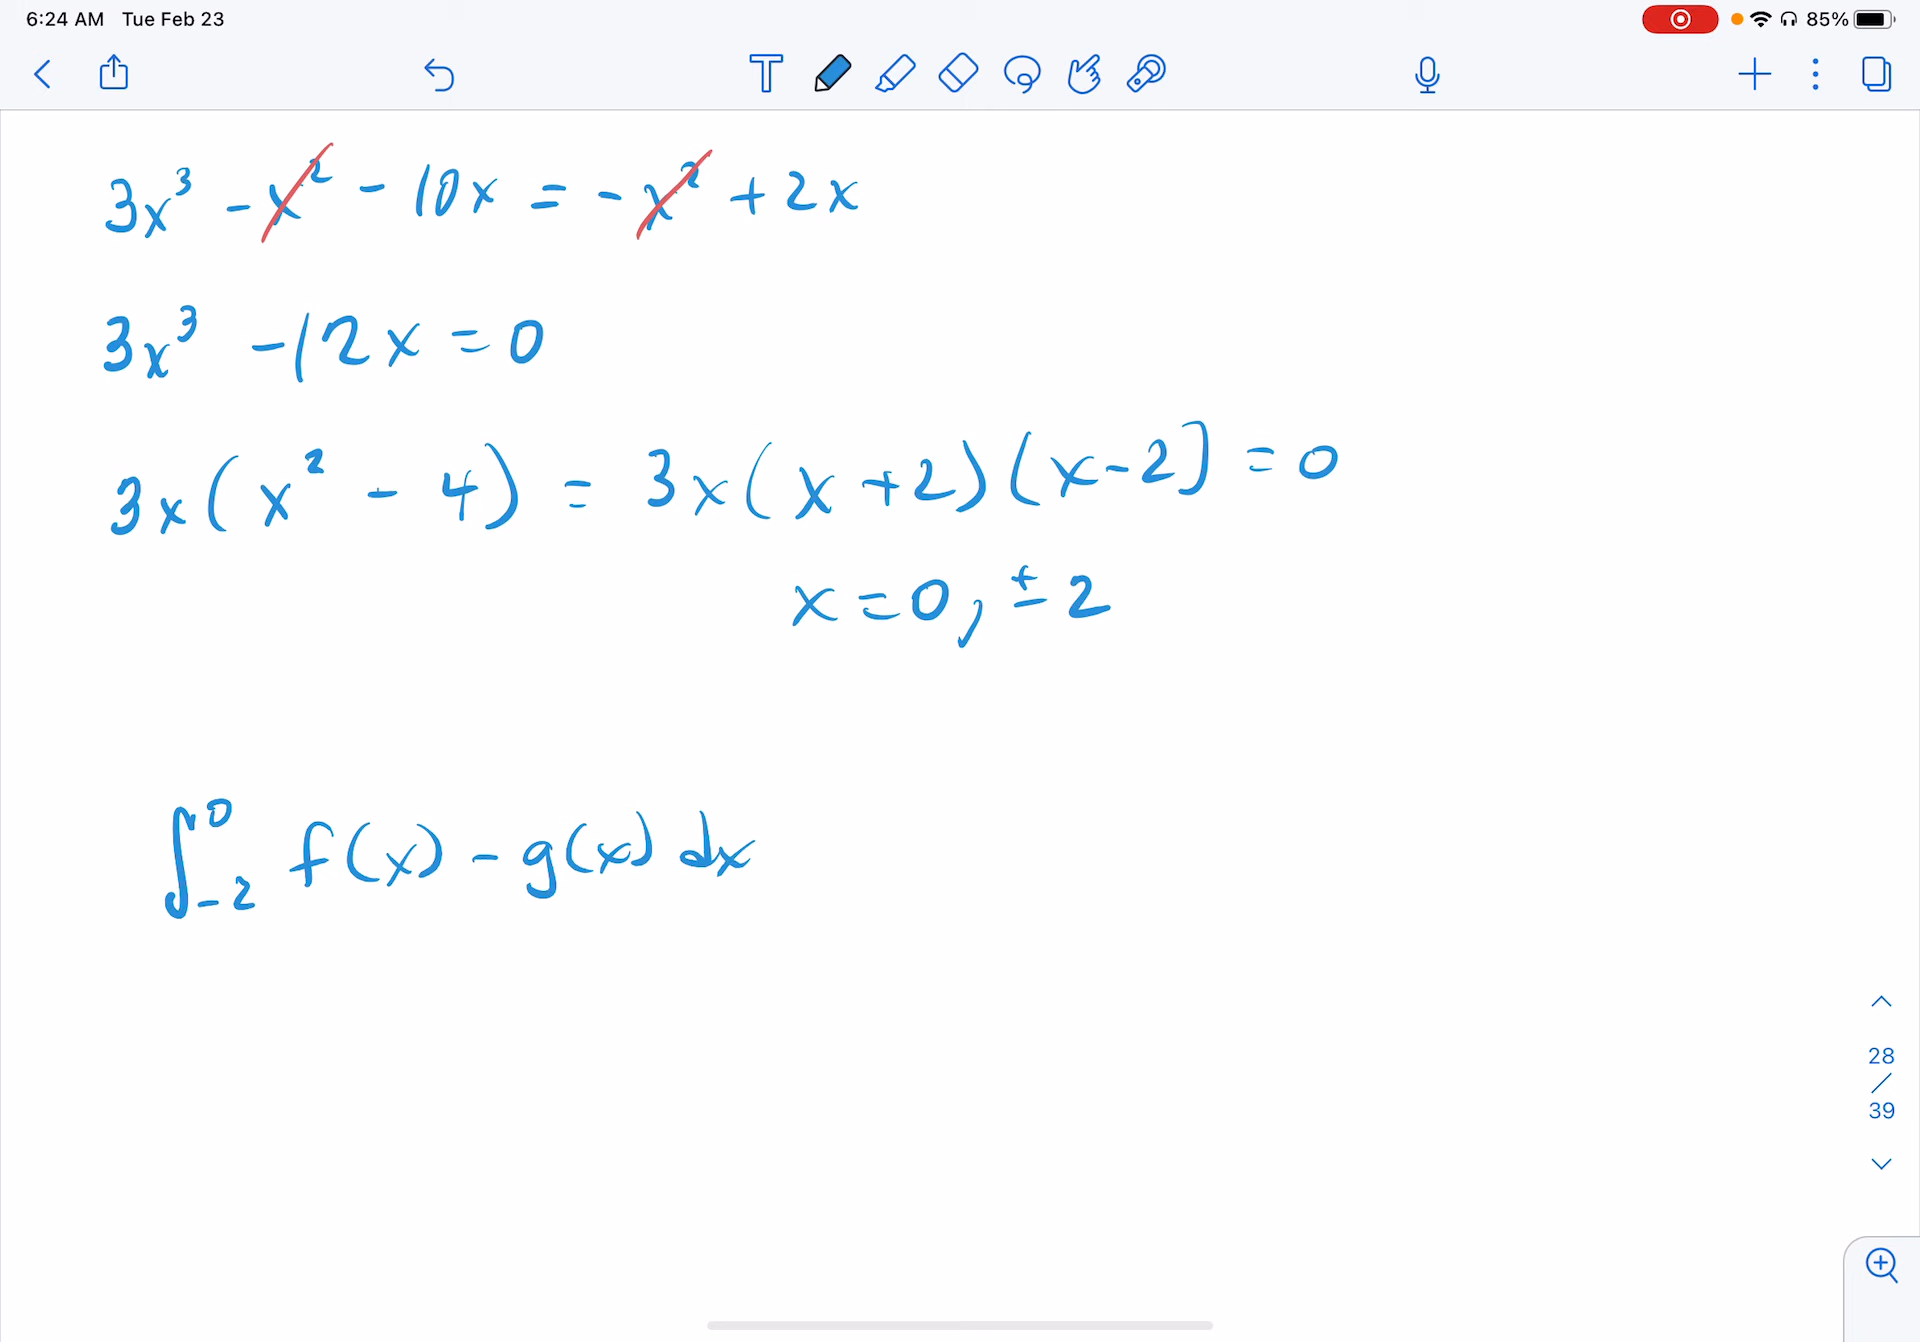 6:24 AM Tue Feb 23 85%
T
3x³ - x² - 10x = - x² + 2x
3x³ - 12x = 0
3x(x² - 4) = 3x(x+2)(x-2] = 0
x = 0, ± 2
∫₋₂⁰ f(x) - g(x) dx
28
/
39